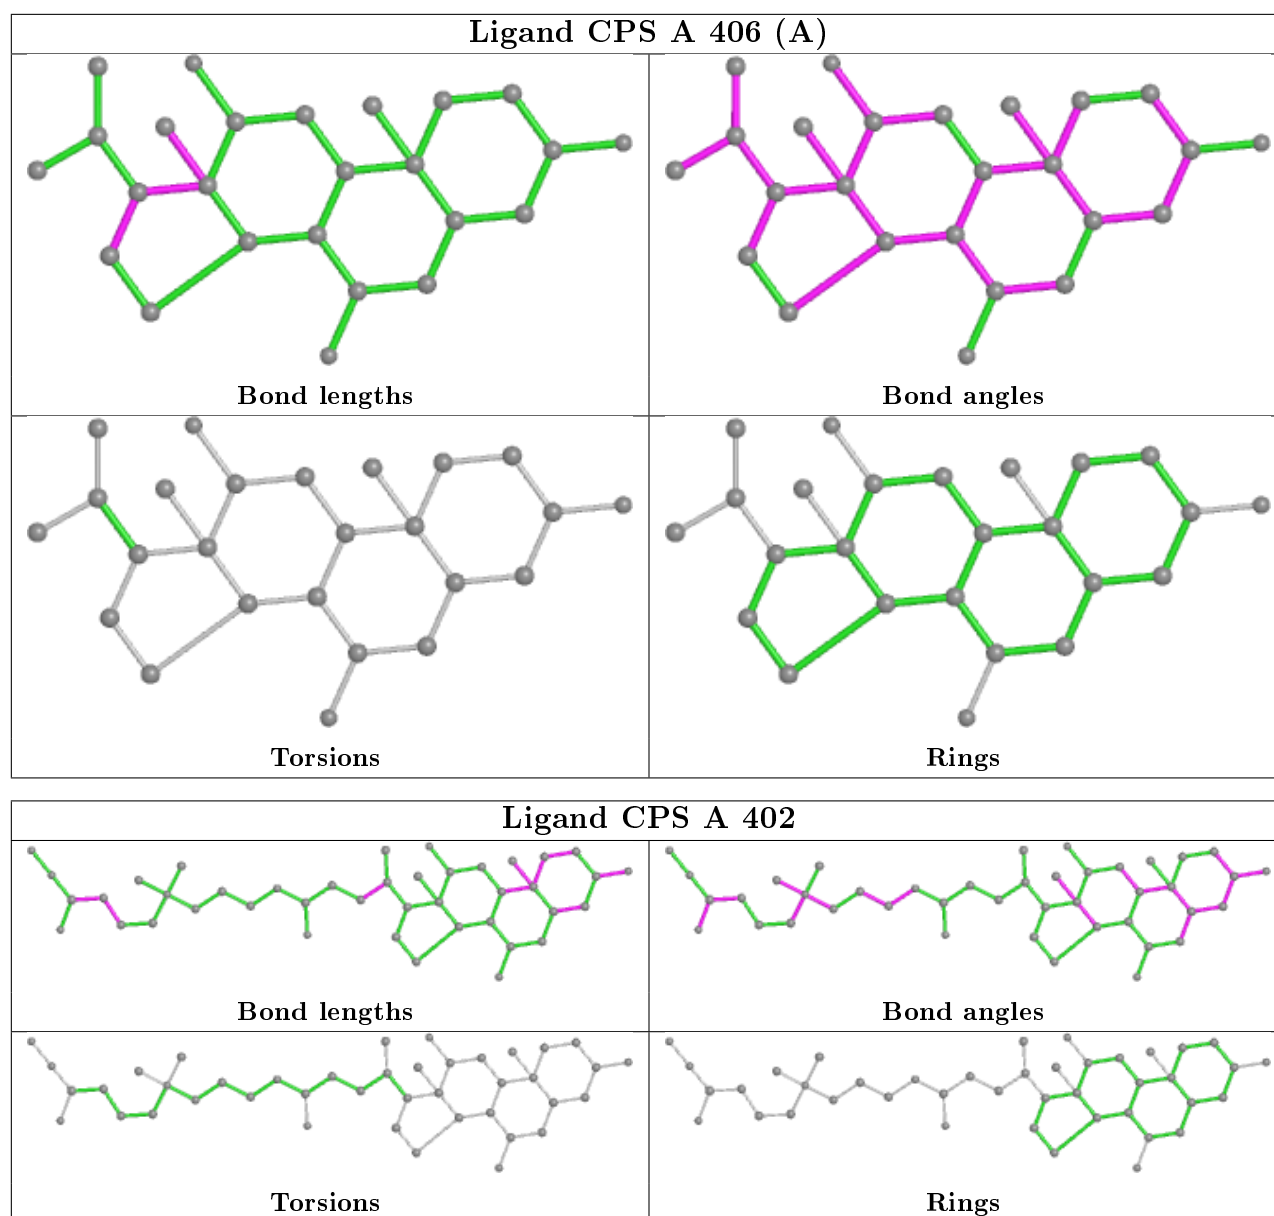 Ligand CPS A 406 (A)
Bond lengths
Bond angles
Torsions
Rings
Ligand CPS A 402
Bond lengths
Bond angles
Torsions
Rings